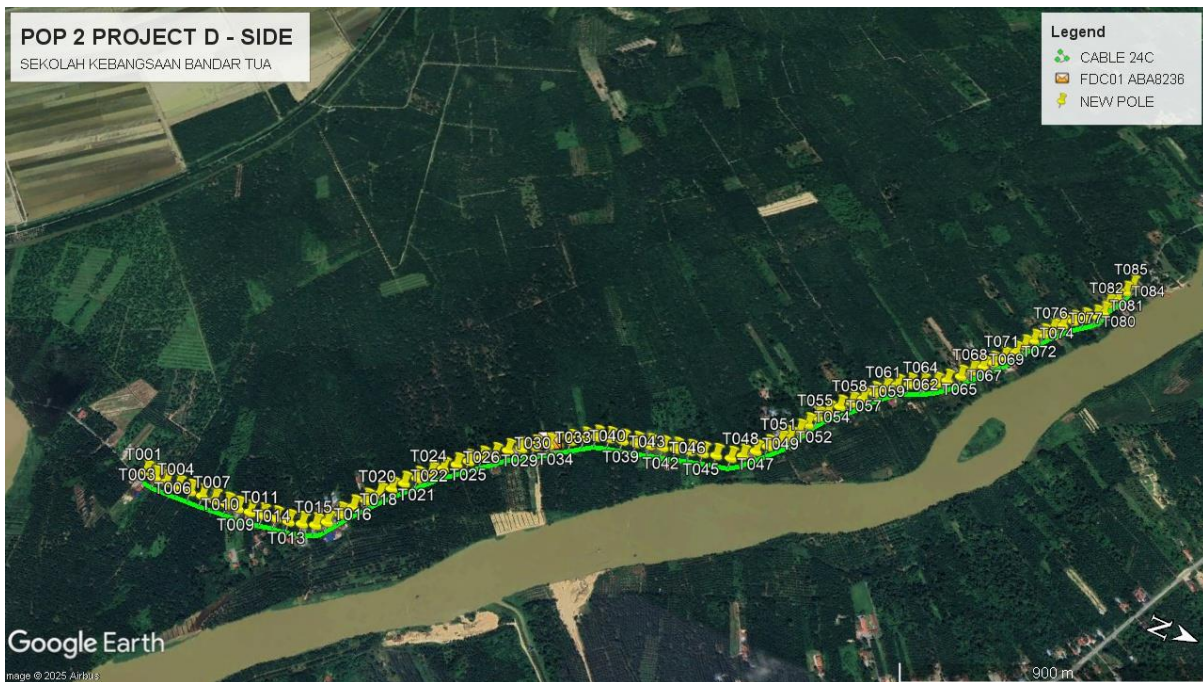 POP 2 PROJECT D - SIDE
SEKOLAH KEBANGSAAN BANDAR TUA
Legend
CABLE 24C
FDC01 ABA8236
NEW POLE
T085
T082
T084
T081
T080
T076
T077
T074
T071
T072
T068
T069
T067
T064
T065
T061
T062
T058
T059
T055
T057
T054
T051
T052
T048
T049
T047
T046
T045
T043
T042
T040
T039
T033
T034
T030
T029
T026
T025
T024
T022
T020
T021
T018
T015
T016
T014
T013
T011
T010
T009
T007
T006
T004
T003
T001
Google Earth
mage © 2025 Airbus
N
900 m